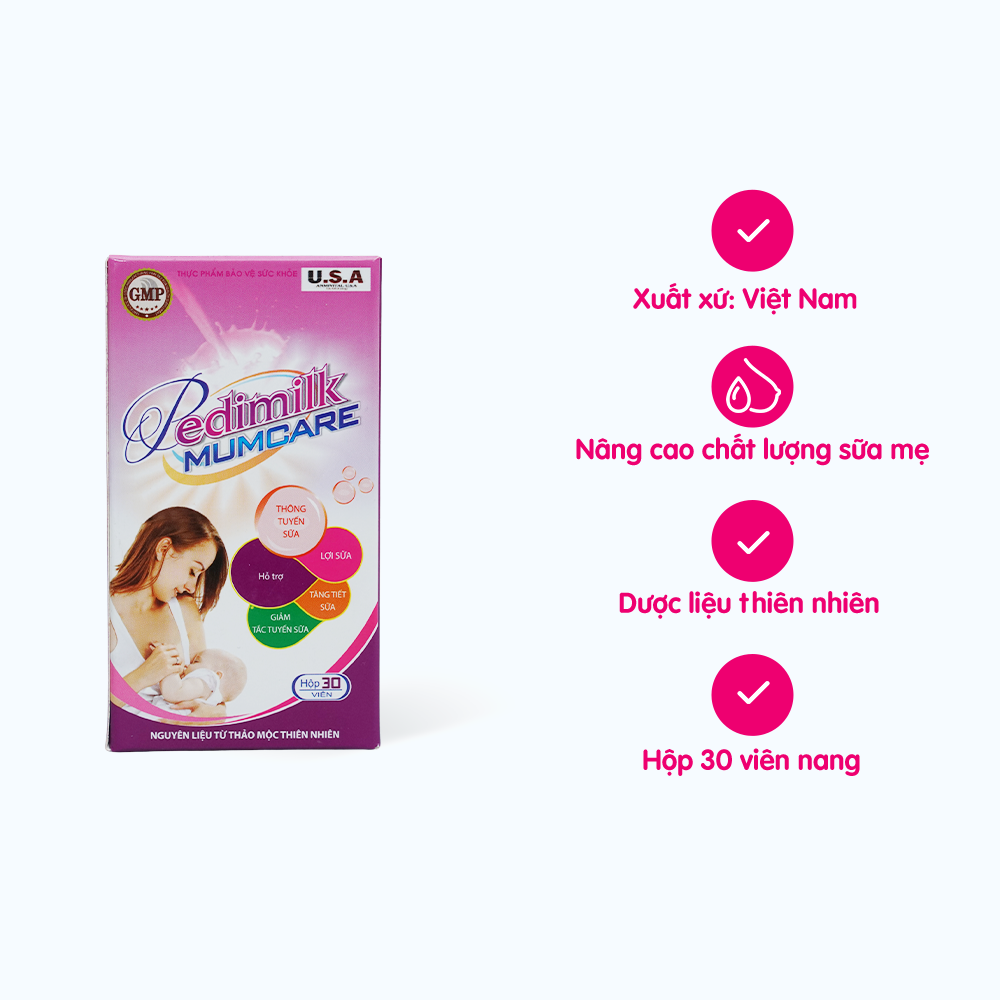 THỰC PHẨM BẢO VỆ SỨC KHỎE
U.S.A
GMP
Pedimilk
MUMCARE
THÔNG
TUYẾN
SỮA
LỢI SỮA
Hỗ trợ
TĂNG TIẾT
SỮA
GIẢM
TẮC TUYẾN SỮA
Hộp 30
VIÊN
NGUYÊN LIỆU TỪ THẢO MỘC THIÊN NHIÊN
Xuất xứ: Việt Nam
Nâng cao chất lượng sữa mẹ
Dược liệu thiên nhiên
Hộp 30 viên nang